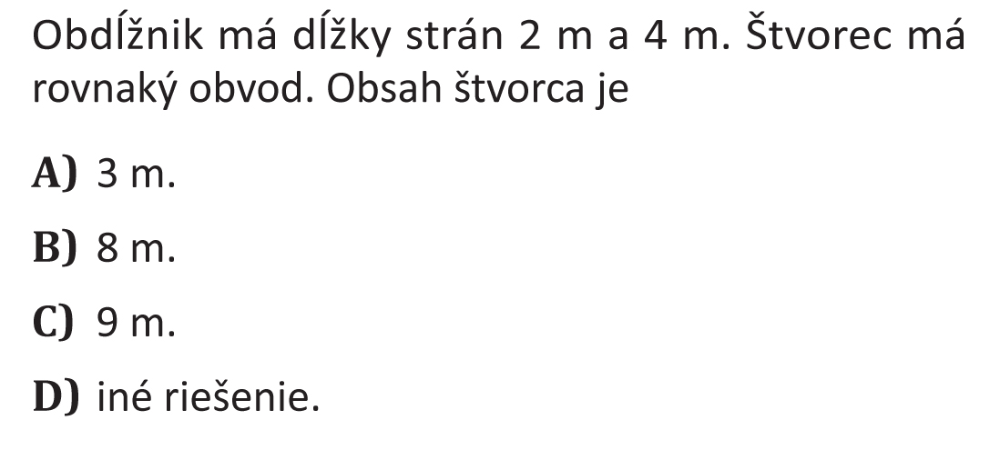 Obdĺžnik má dĺžky strán 2 m a 4 m. Štvorec má
rovnaký obvod. Obsah štvorca je
A) 3 m.
B) 8 m.
C) 9 m.
D) iné riešenie.